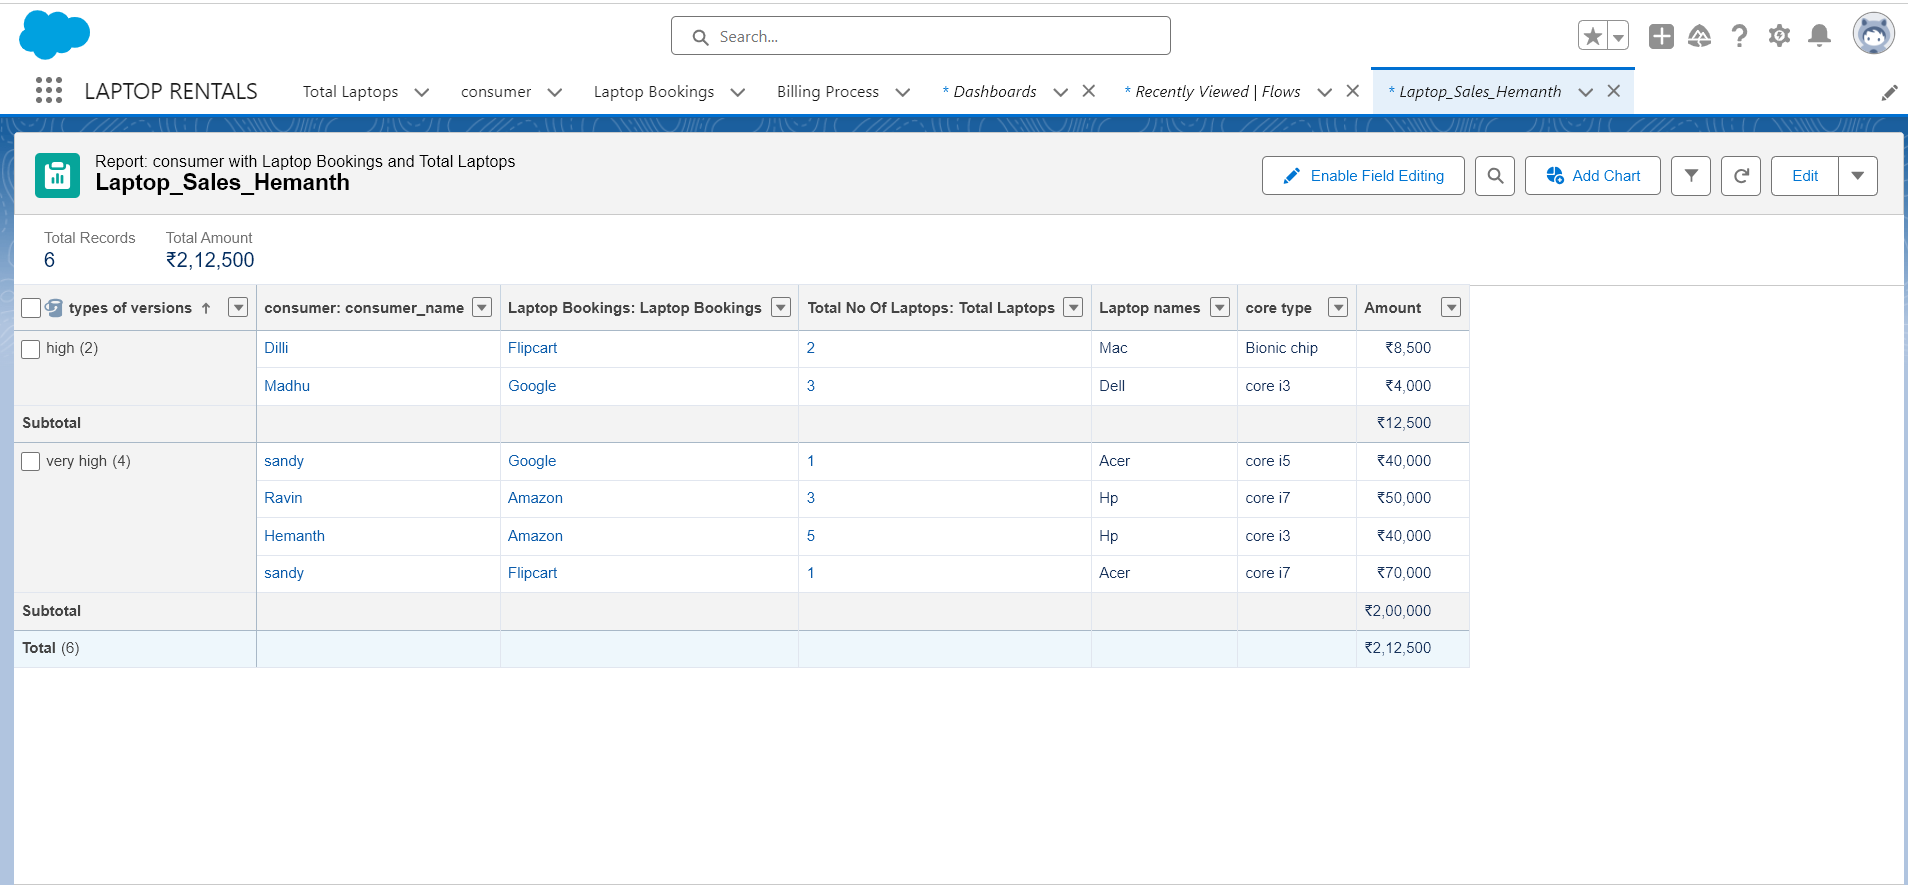 Search...
LAPTOP RENTALS Total Laptops consumer Laptop Bookings Billing Process * Dashboards * Recently Viewed | Flows * Laptop_Sales_Hemanth
Report: consumer with Laptop Bookings and Total Laptops
Laptop_Sales_Hemanth
Enable Field Editing Add Chart Edit
Total Records Total Amount
6 ₹2,12,500
types of versions ↑ consumer: consumer_name Laptop Bookings: Laptop Bookings Total No Of Laptops: Total Laptops Laptop names core type Amount
high (2) Dilli Flipcart 2 Mac Bionic chip ₹8,500
Madhu Google 3 Dell core i3 ₹4,000
Subtotal ₹12,500
very high (4) sandy Google 1 Acer core i5 ₹40,000
Ravin Amazon 3 Hp core i7 ₹50,000
Hemanth Amazon 5 Hp core i3 ₹40,000
sandy Flipcart 1 Acer core i7 ₹70,000
Subtotal ₹2,00,000
Total (6) ₹2,12,500